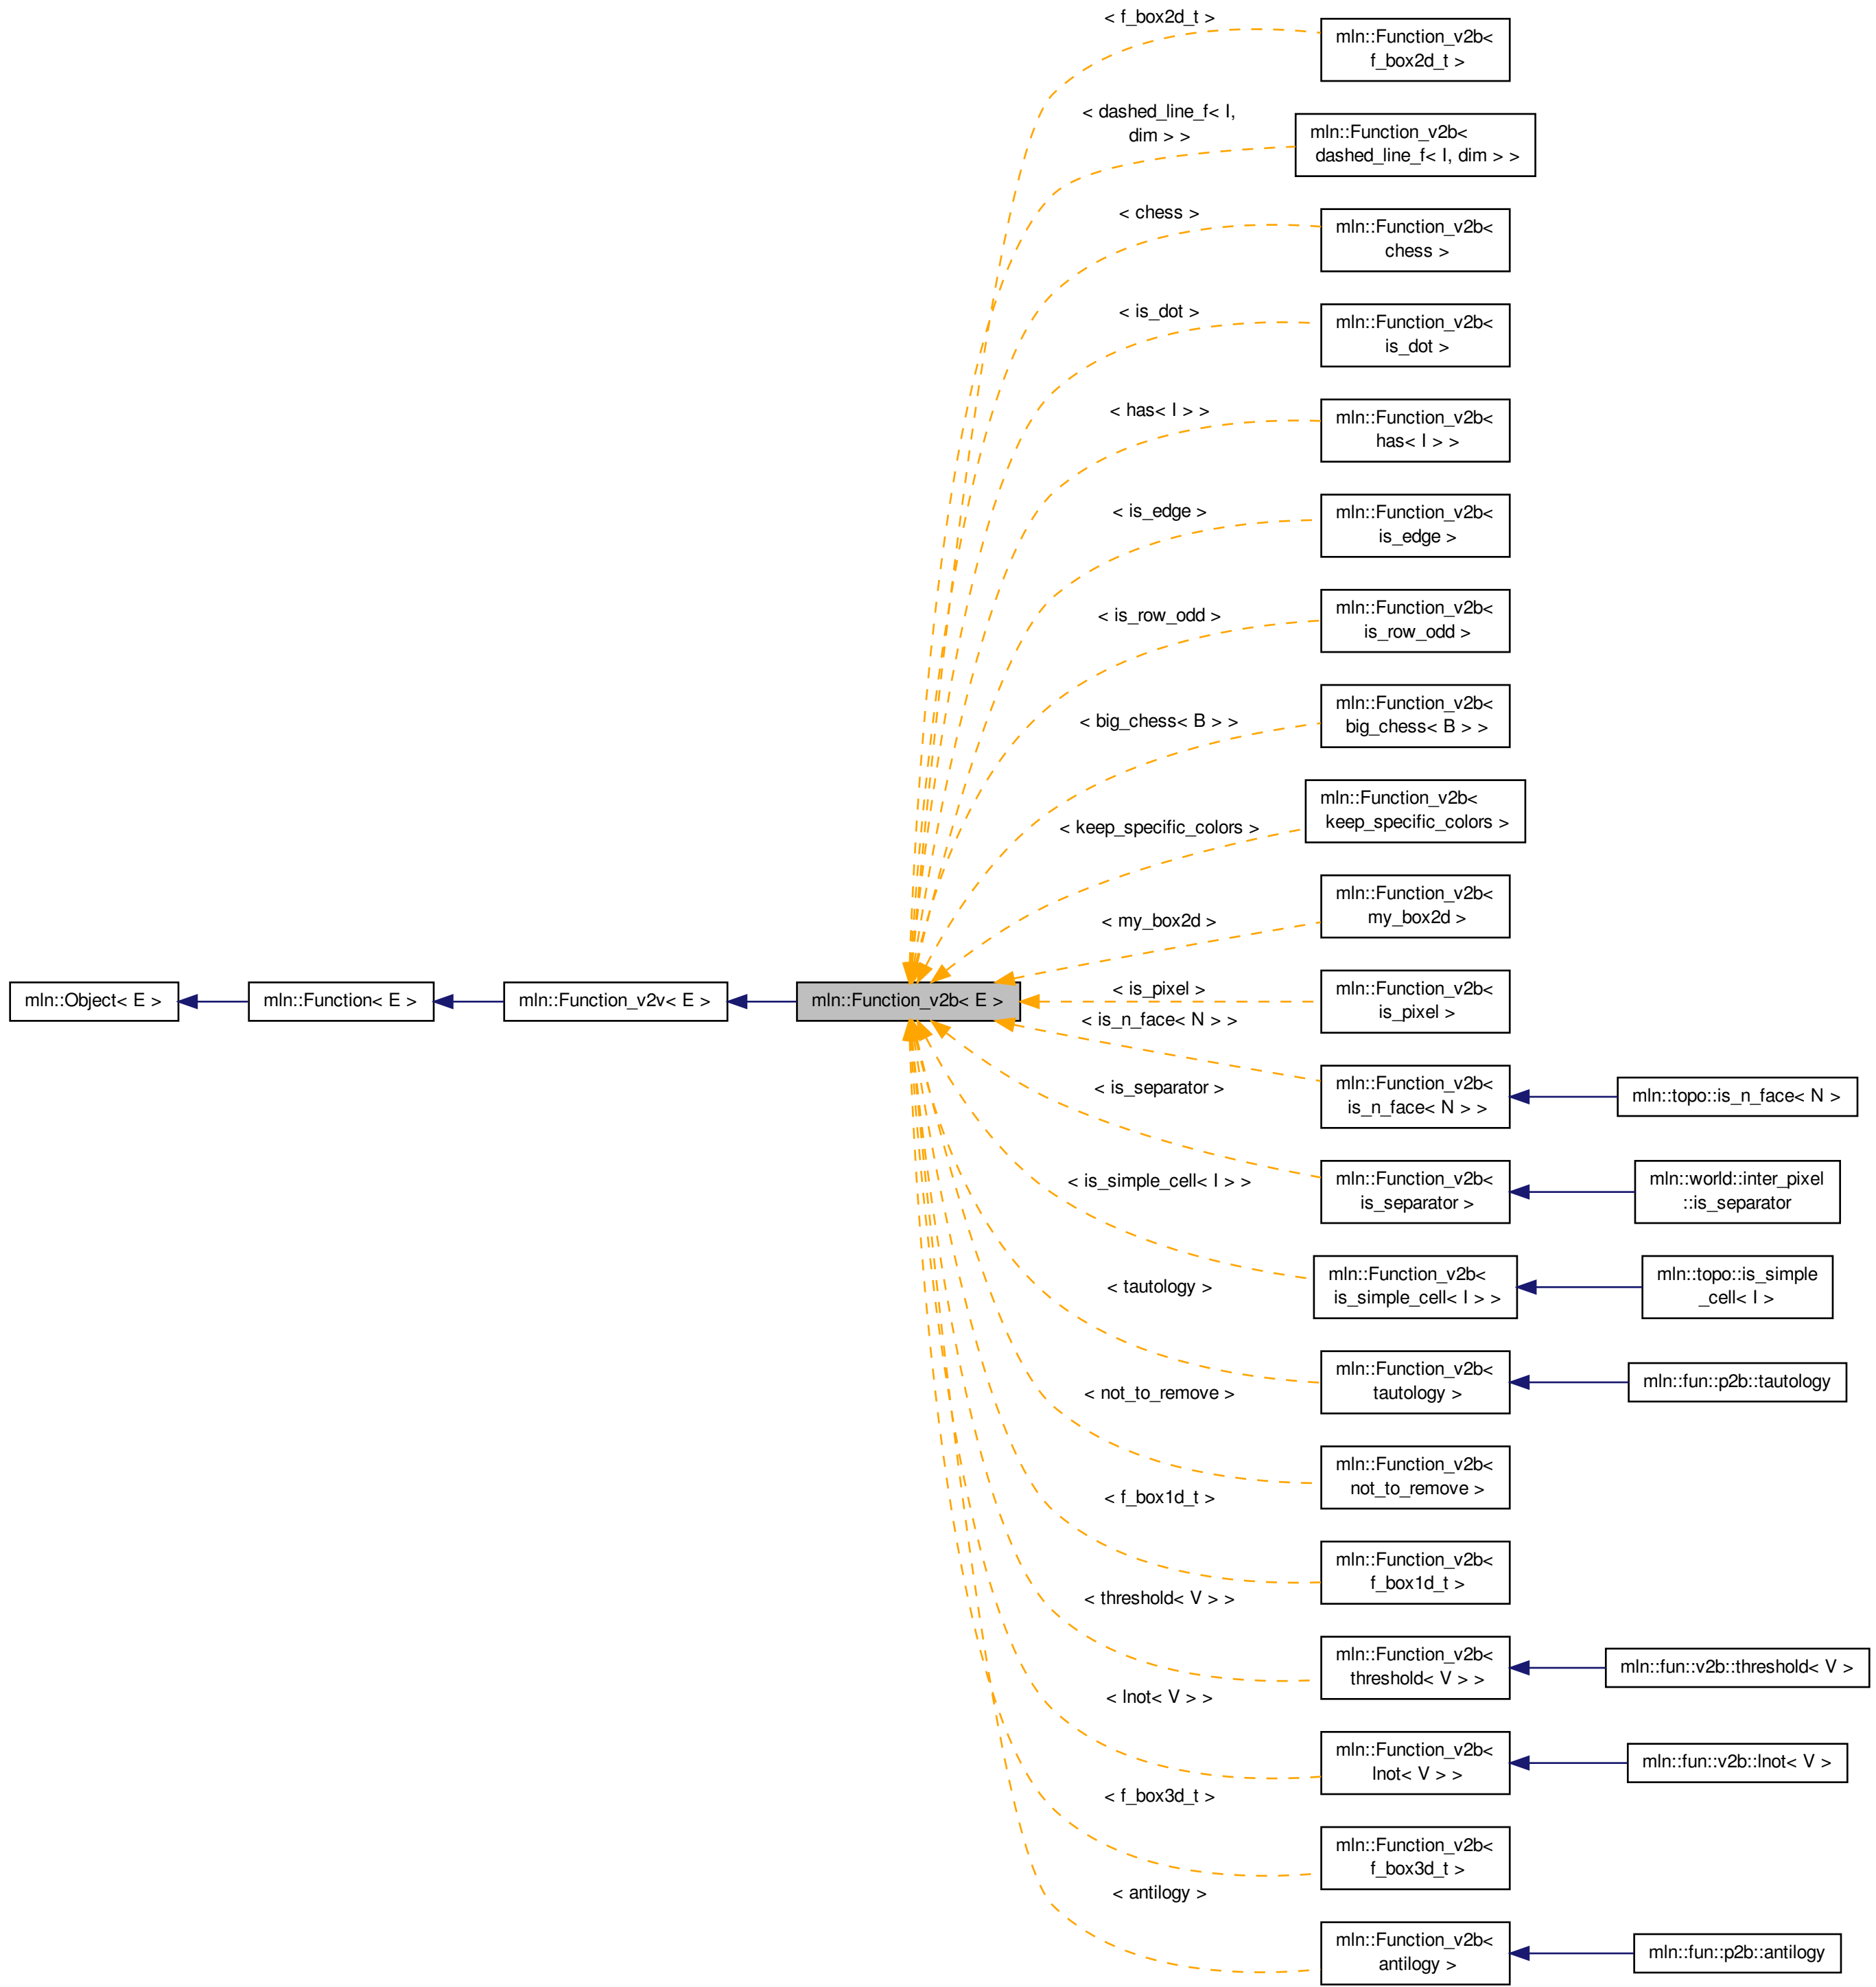 < f_box2d_t >
mln::Function_v2b<
f_box2d_t >
< dashed_line_f< I,
dim > >
mln::Function_v2b<
dashed_line_f< I, dim > >
< chess >
mln::Function_v2b<
chess >
< is_dot >
mln::Function_v2b<
is_dot >
< has< I > >
mln::Function_v2b<
has< I > >
< is_edge >
mln::Function_v2b<
is_edge >
< is_row_odd >
mln::Function_v2b<
is_row_odd >
< big_chess< B > >
mln::Function_v2b<
big_chess< B > >
< keep_specific_colors >
mln::Function_v2b<
keep_specific_colors >
< my_box2d >
mln::Function_v2b<
my_box2d >
mln::Object< E >
mln::Function< E >
mln::Function_v2v< E >
mln::Function_v2b< E >
< is_pixel >
mln::Function_v2b<
is_pixel >
< is_n_face< N > >
mln::Function_v2b<
is_n_face< N > >
mln::topo::is_n_face< N >
< is_separator >
mln::Function_v2b<
is_separator >
mln::world::inter_pixel
::is_separator
< is_simple_cell< I > >
mln::Function_v2b<
is_simple_cell< I > >
mln::topo::is_simple
_cell< I >
< tautology >
mln::Function_v2b<
tautology >
mln::fun::p2b::tautology
< not_to_remove >
mln::Function_v2b<
not_to_remove >
< f_box1d_t >
mln::Function_v2b<
f_box1d_t >
< threshold< V > >
mln::Function_v2b<
threshold< V > >
mln::fun::v2b::threshold< V >
< lnot< V > >
mln::Function_v2b<
lnot< V > >
mln::fun::v2b::lnot< V >
< f_box3d_t >
mln::Function_v2b<
f_box3d_t >
< antilogy >
mln::Function_v2b<
antilogy >
mln::fun::p2b::antilogy